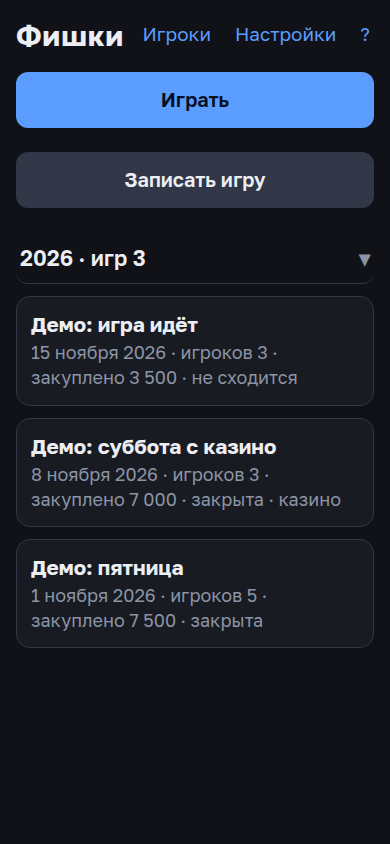 Фишки Игроки Настройки ?
Играть
Записать игру
2026 · игр 3 ▼
Демо: игра идёт
15 ноября 2026 · игроков 3 ·
закуплено 3 500 · не сходится
Демо: суббота с казино
8 ноября 2026 · игроков 3 ·
закуплено 7 000 · закрыта · казино
Демо: пятница
1 ноября 2026 · игроков 5 ·
закуплено 7 500 · закрыта